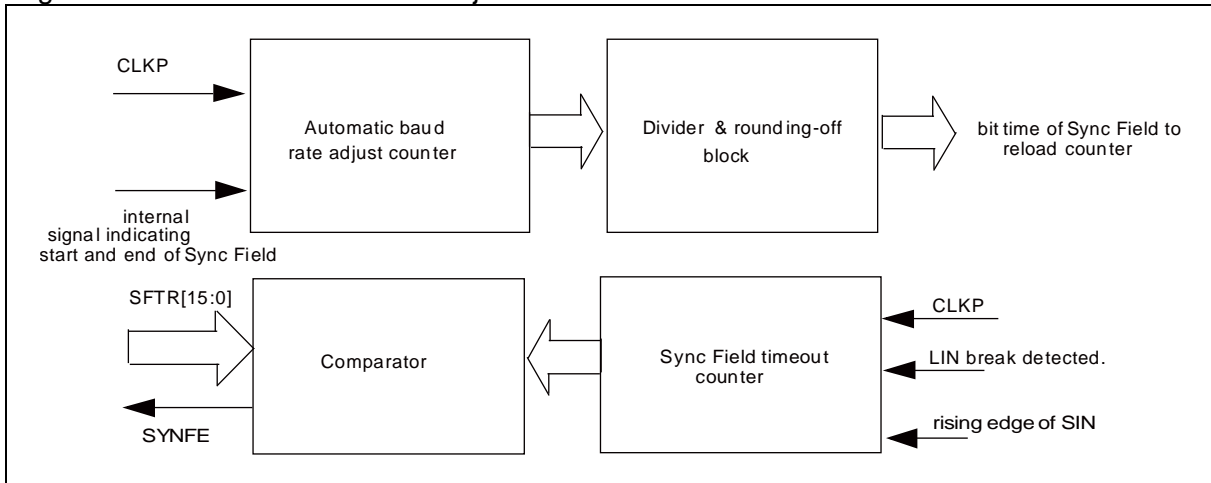 CLKP
Automatic baud
rate adjust counter
Divider & rounding-off
block
bit time of Sync Field to
reload counter
internal
signal indicating
start and end of Sync Field
SFTR[15:0]
Comparator
Sync Field timeout
counter
CLKP
LIN break detected.
rising edge of SIN
SYNFE